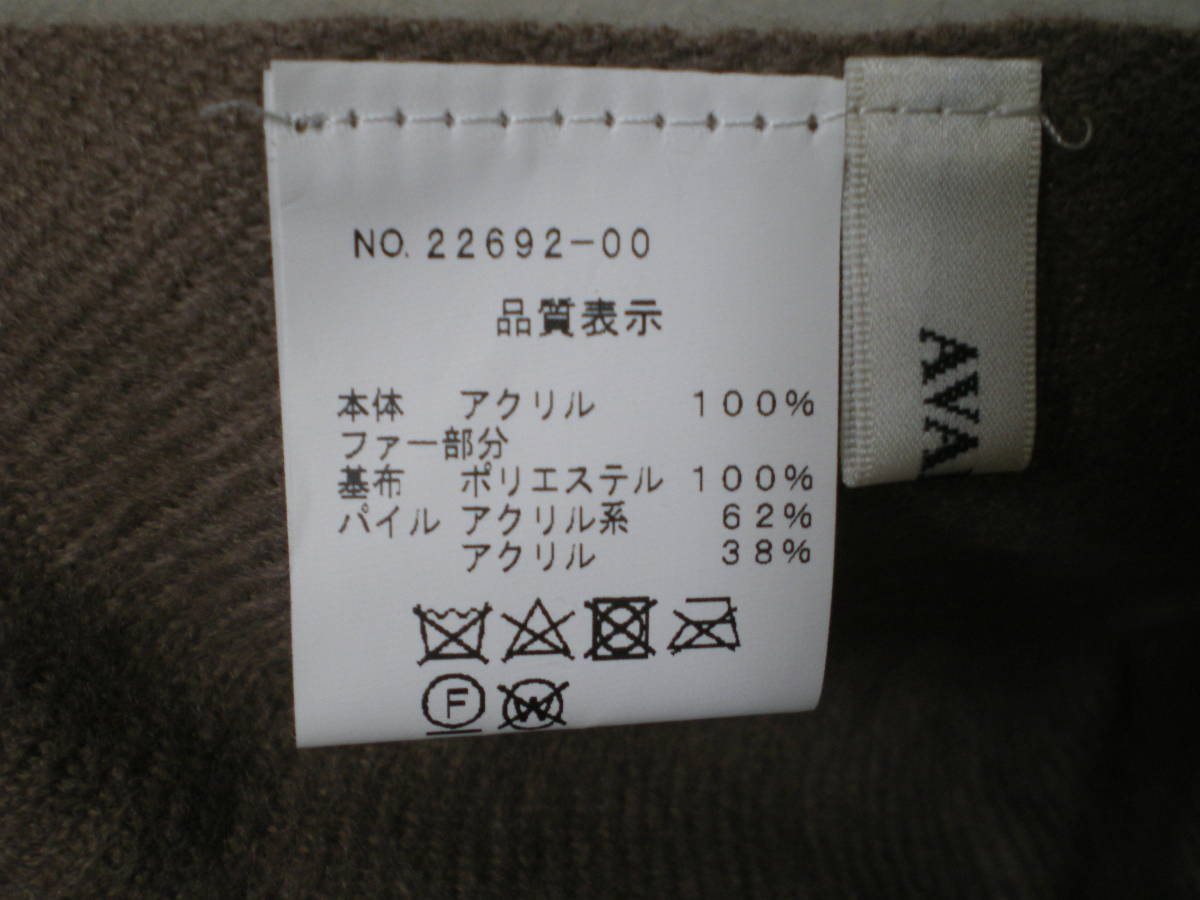 NO. 22692-00
品質表示
本体 アクリル 100%
ファー部分
基布 ポリエステル 100%
パイル アクリル系 62%
アクリル 38%
F
W
AVA